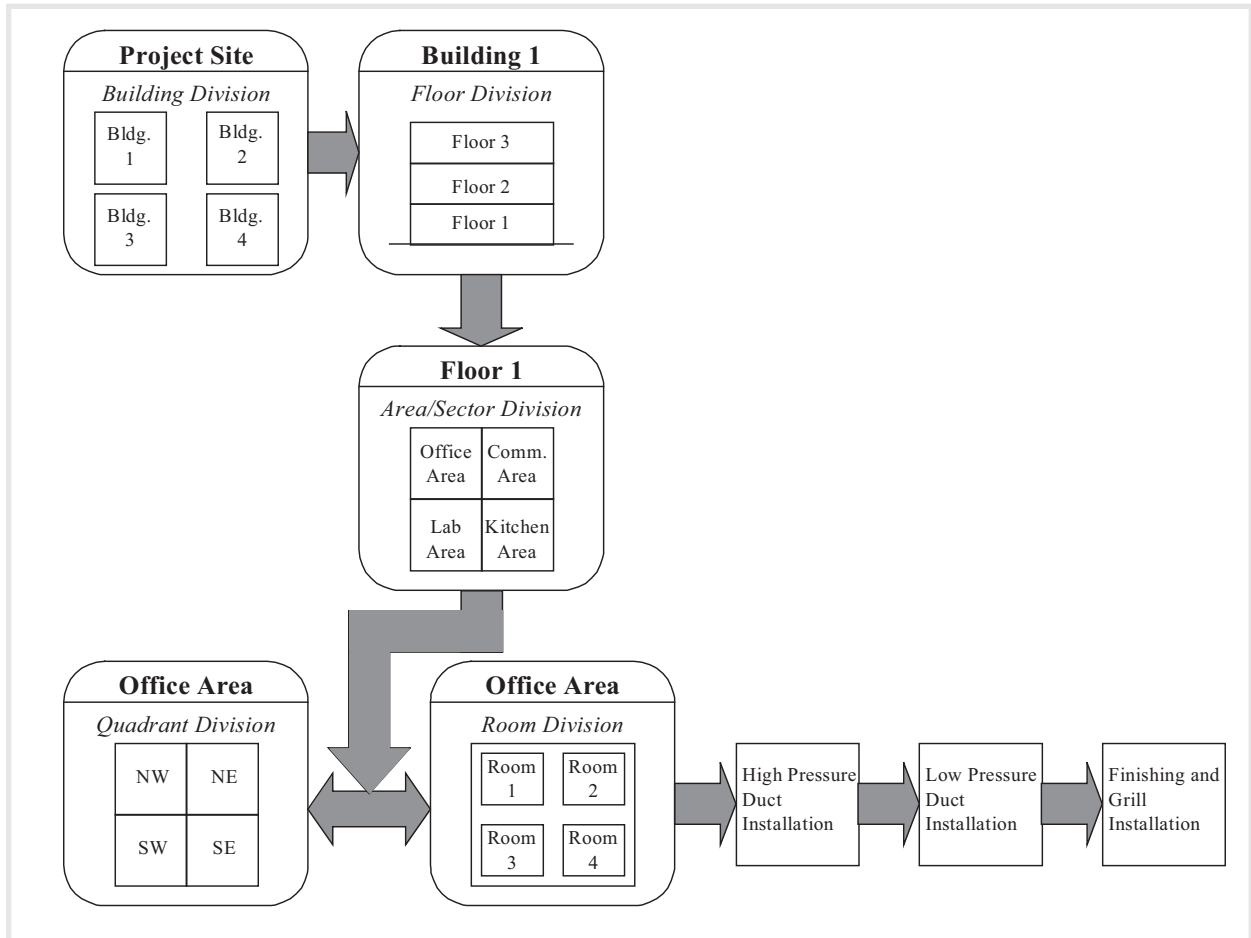 Project Site
Building Division
Bldg.
1
Bldg.
2
Bldg.
3
Bldg.
4
Building 1
Floor Division
Floor 3
Floor 2
Floor 1
Floor 1
Area/Sector Division
Office
Area
Comm.
Area
Lab
Area
Kitchen
Area
Office Area
Quadrant Division
NW
NE
SW
SE
Office Area
Room Division
Room
1
Room
2
Room
3
Room
4
High Pressure
Duct
Installation
Low Pressure
Duct
Installation
Finishing and
Grill
Installation